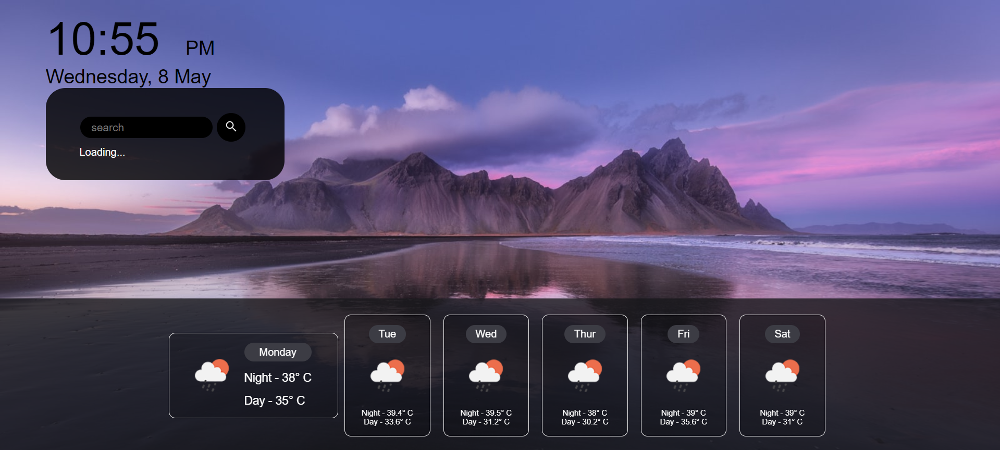 10:55 PM
Wednesday, 8 May
search
Loading...
Monday
Night - 38° C
Day - 35° C
Tue
Night - 39.4° C
Day - 33.6° C
Wed
Night - 39.5° C
Day - 31.2° C
Thur
Night - 38° C
Day - 30.2° C
Fri
Night - 39° C
Day - 35.6° C
Sat
Night - 39° C
Day - 31° C